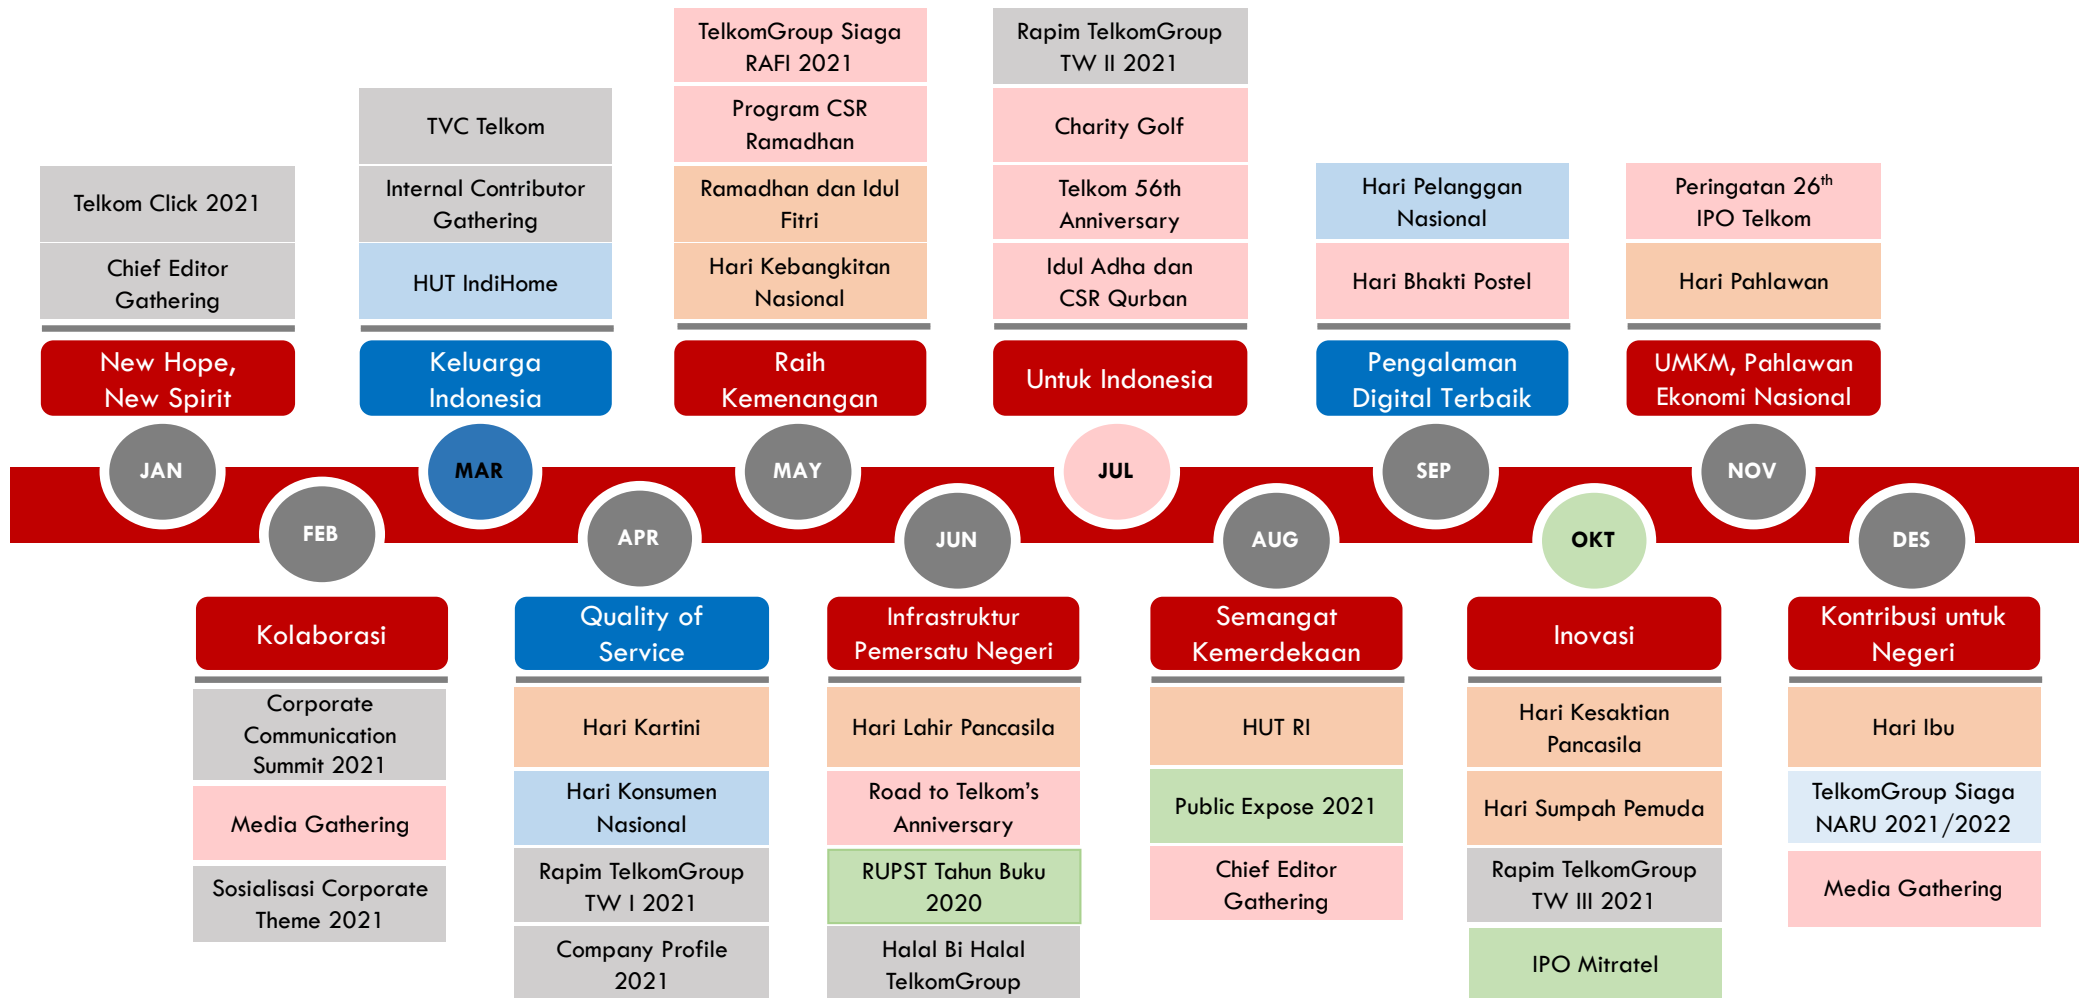 Telkom Click 2021
Chief Editor
Gathering
New Hope,
New Spirit
JAN
FEB
Kolaborasi
Corporate
Communication
Summit 2021
Media Gathering
Sosialisasi Corporate
Theme 2021
TVC Telkom
Internal Contributor
Gathering
HUT IndiHome
Keluarga
Indonesia
MAR
APR
Quality of
Service
Hari Kartini
Hari Konsumen
Nasional
Rapim TelkomGroup
TW I 2021
Company Profile
2021
TelkomGroup Siaga
RAFI 2021
Program CSR
Ramadhan
Ramadhan dan Idul
Fitri
Hari Kebangkitan
Nasional
Raih
Kemenangan
MAY
JUN
Infrastruktur
Pemersatu Negeri
Hari Lahir Pancasila
Road to Telkom’s
Anniversary
RUPST Tahun Buku
2020
Halal Bi Halal
TelkomGroup
Rapim TelkomGroup
TW II 2021
Charity Golf
Telkom 56th
Anniversary
Idul Adha dan
CSR Qurban
Untuk Indonesia
JUL
AUG
Semangat
Kemerdekaan
HUT RI
Public Expose 2021
Chief Editor
Gathering
Hari Pelanggan
Nasional
Hari Bhakti Postel
Pengalaman
Digital Terbaik
SEP
OKT
Inovasi
Hari Kesaktian
Pancasila
Hari Sumpah Pemuda
Rapim TelkomGroup
TW III 2021
IPO Mitratel
Peringatan 26th
IPO Telkom
Hari Pahlawan
UMKM, Pahlawan
Ekonomi Nasional
NOV
DES
Kontribusi untuk
Negeri
Hari Ibu
TelkomGroup Siaga
NARU 2021/2022
Media Gathering